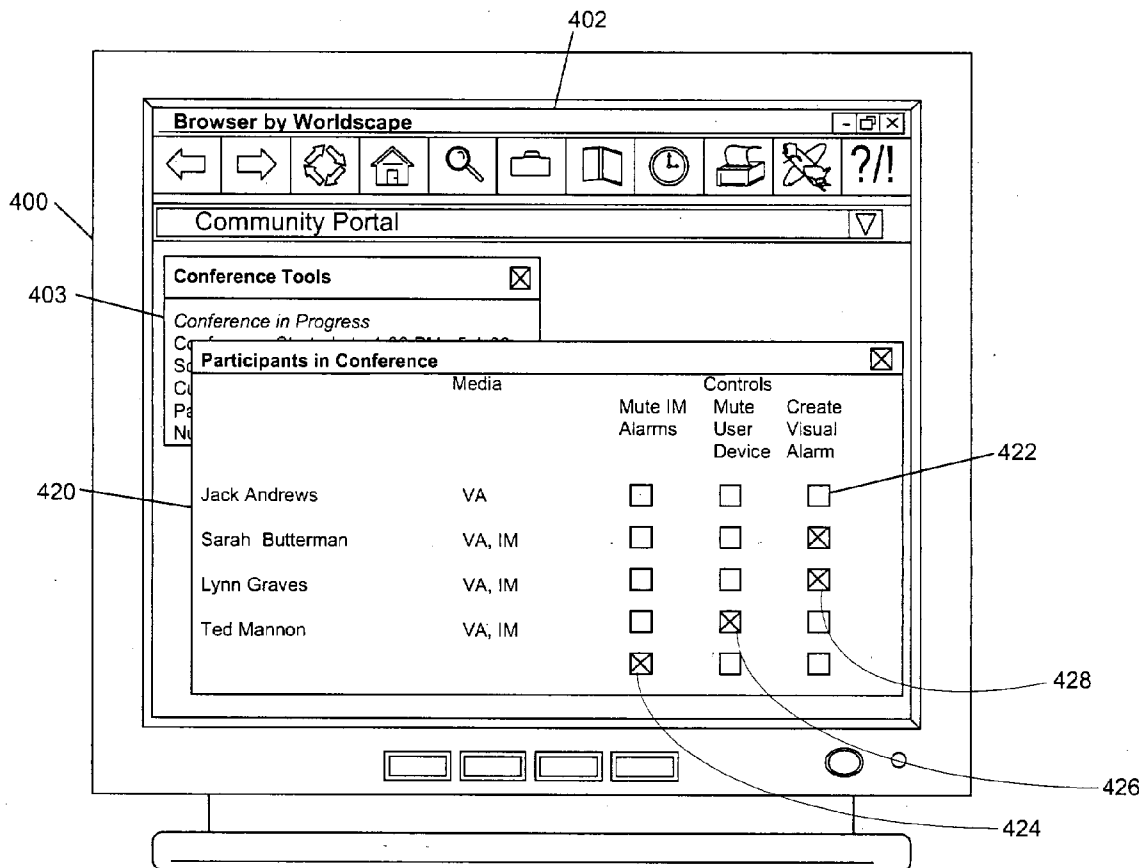 402
Browser by Worldscape
?/!
400
Community Portal
Conference Tools
403
Conference in Progress
Participants in Conference
Media
Controls
Mute IM Alarms
Mute User Device
Create Visual Alarm
422
420
Jack Andrews VA
Sarah Butterman VA, IM
Lynn Graves VA, IM
Ted Mannon VA, IM
428
426
424